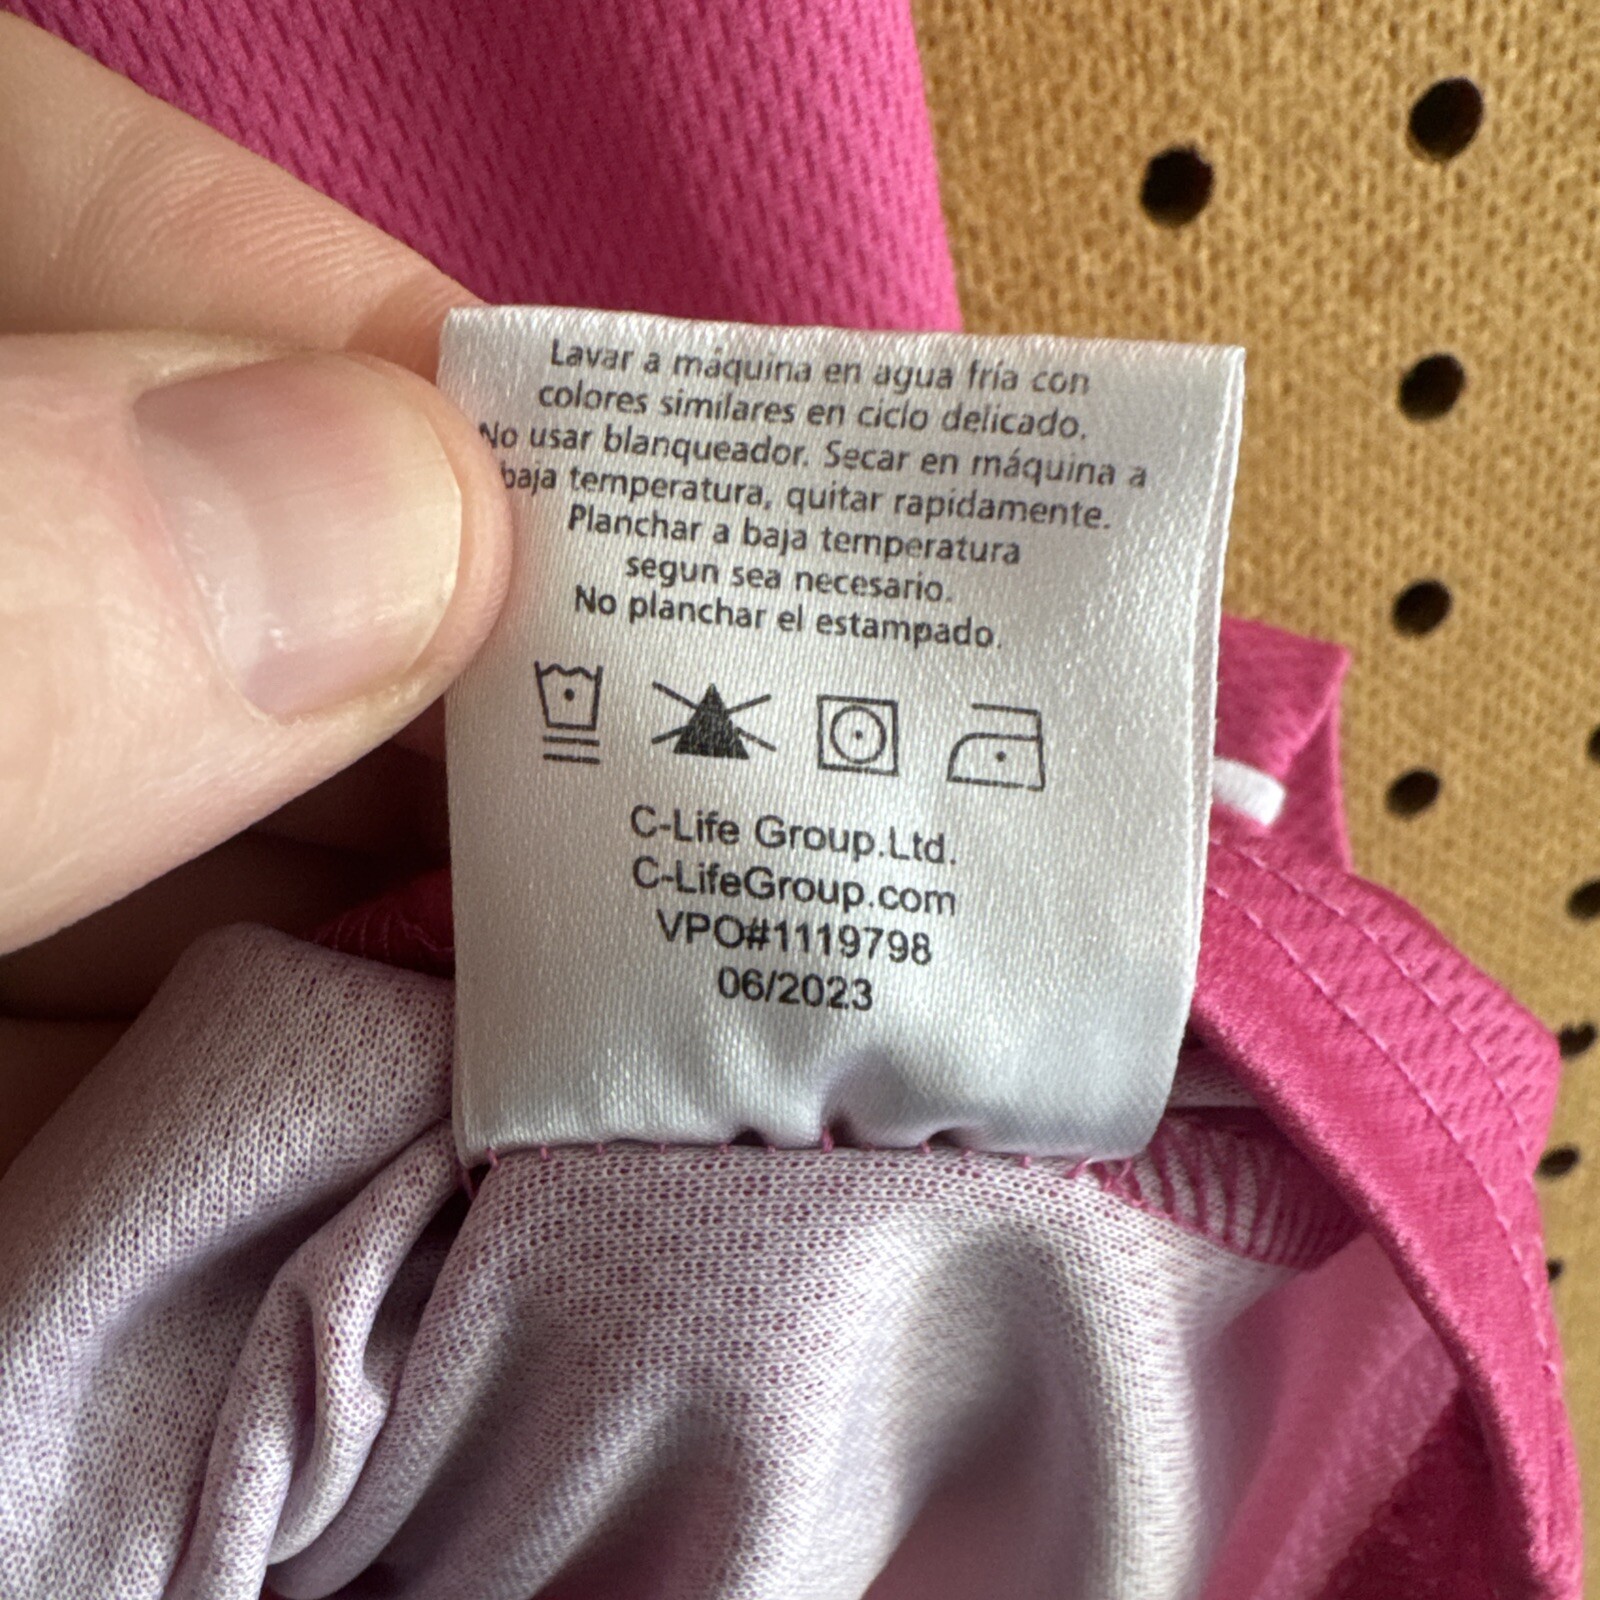 Lavar a máquina en agua fría con
colores similares en ciclo delicado.
No usar blanqueador. Secar en máquina a
baja temperatura, quitar rapidamente.
Planchar a baja temperatura
segun sea necesario.
No planchar el estampado.
C-Life Group.Ltd.
C-LifeGroup.com
VPO#1119798
06/2023